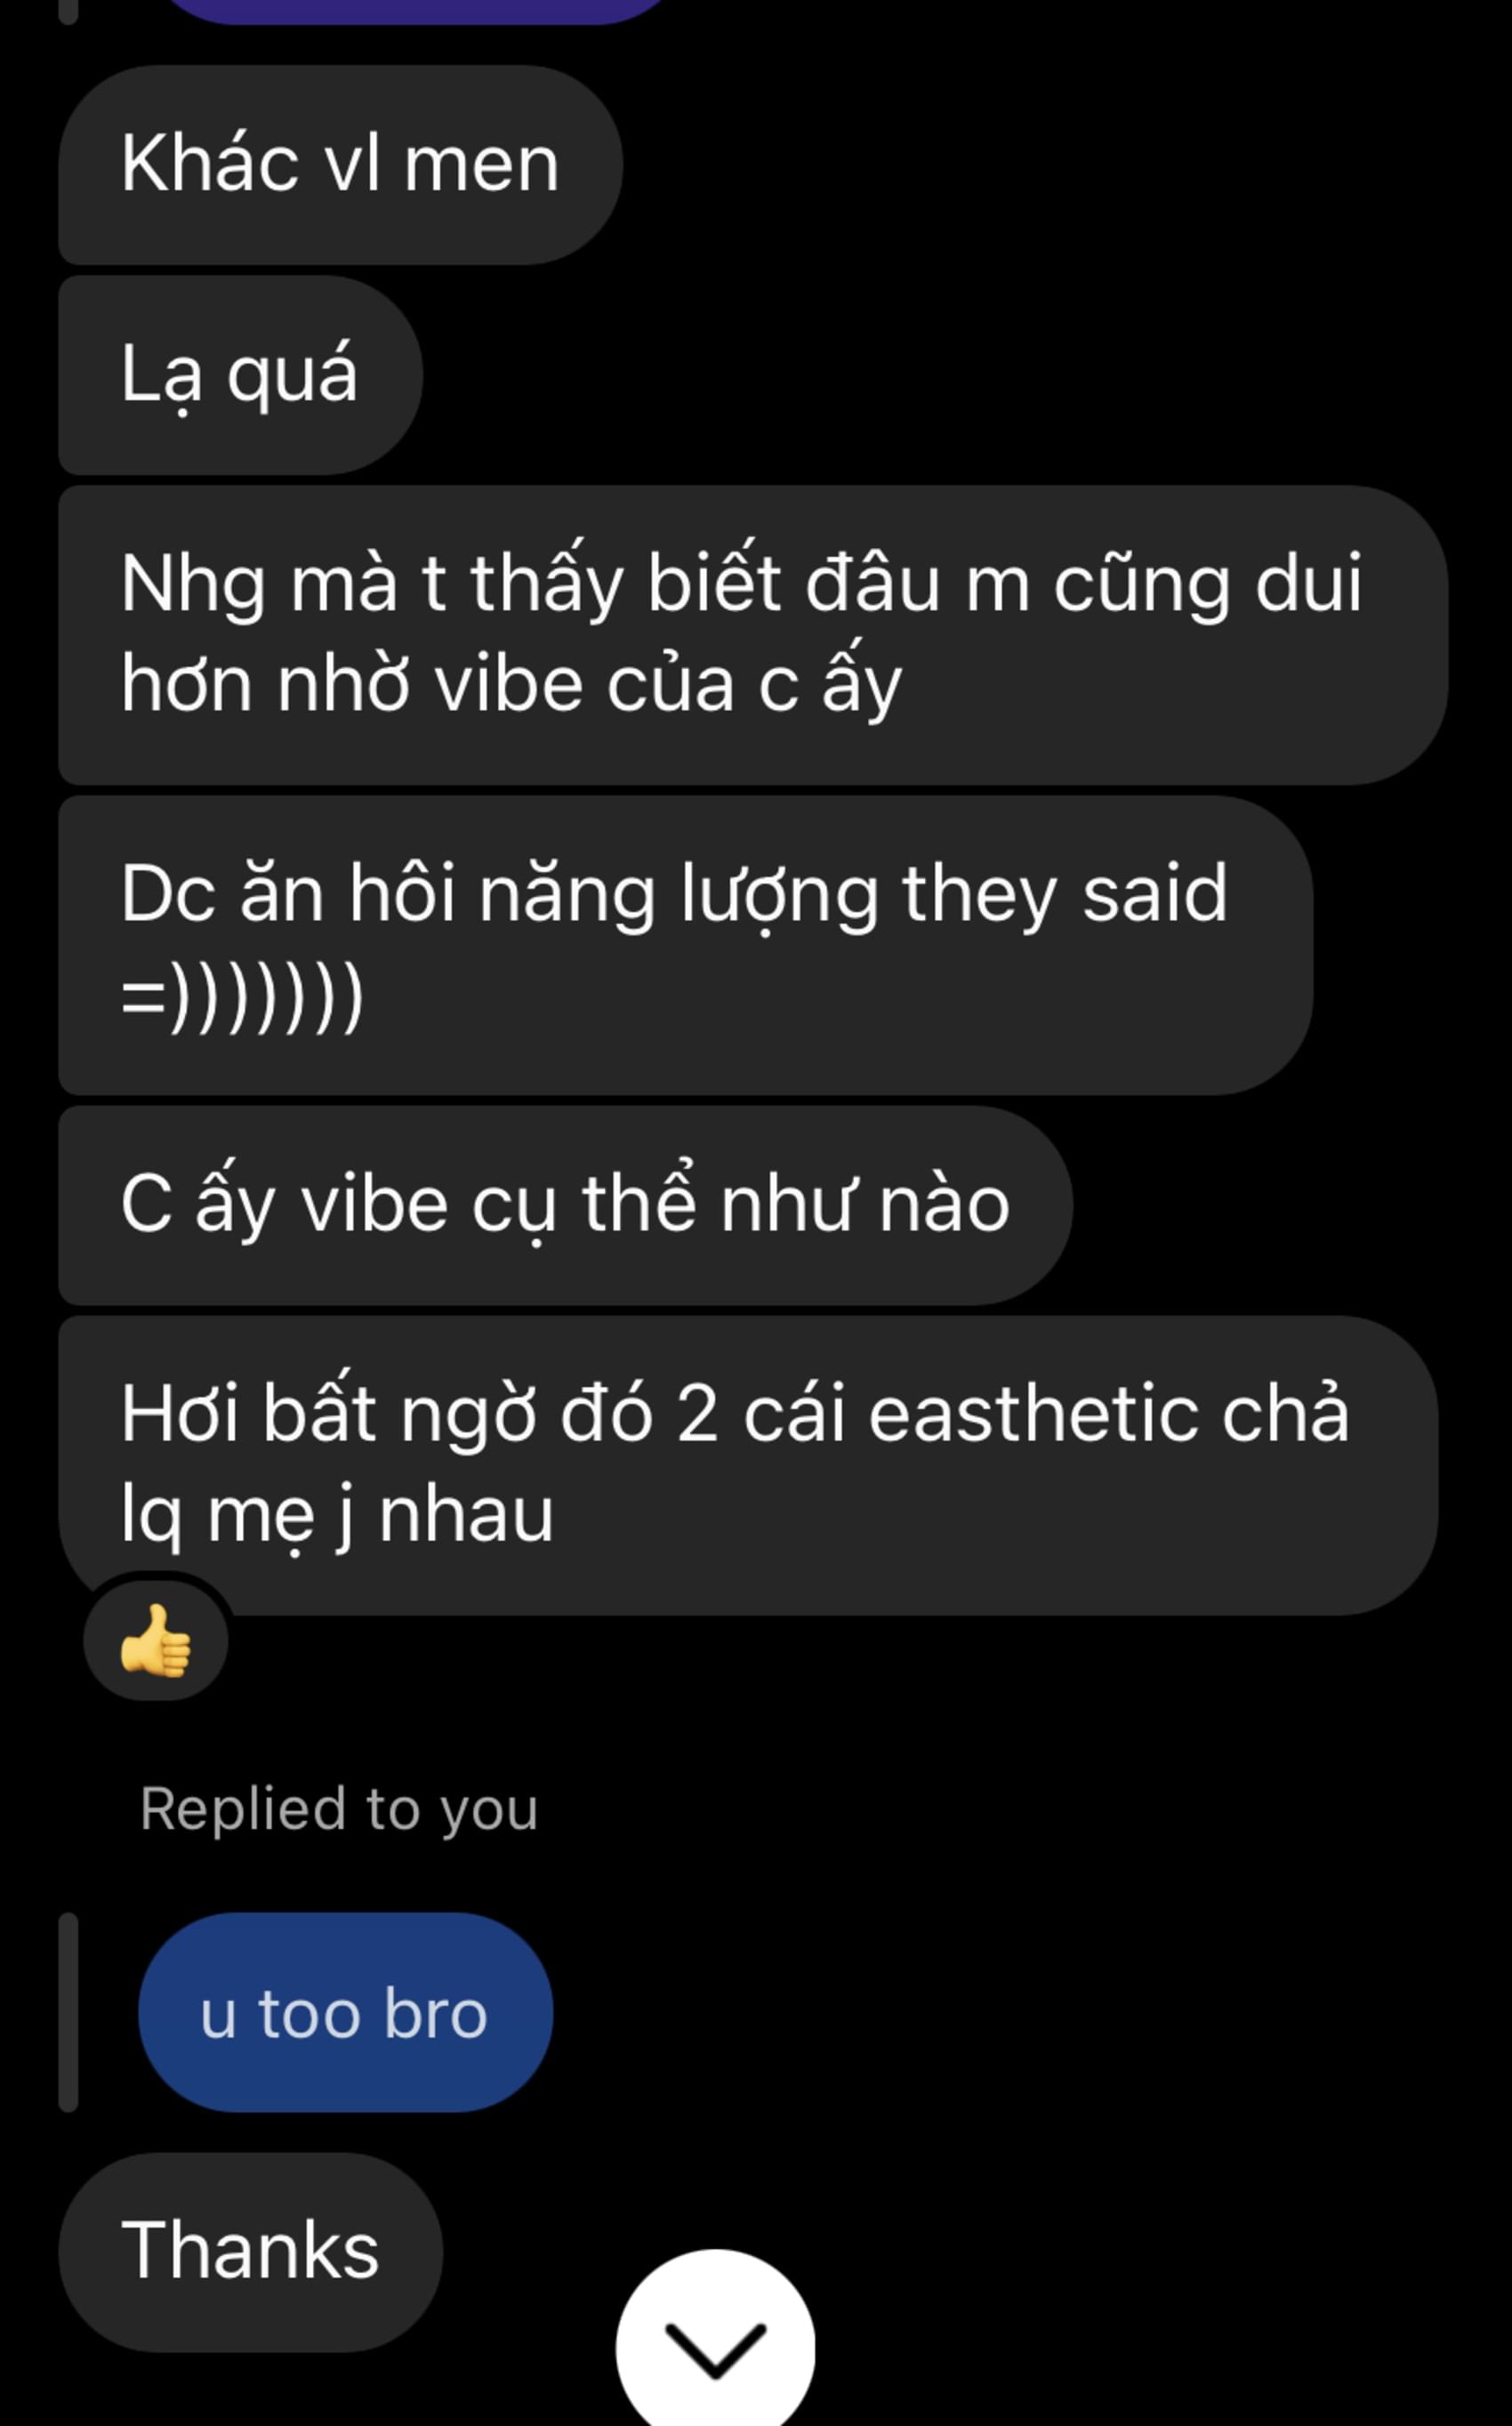 Khác vl men
Lạ quá
Nhg mà t thấy biết đâu m cũng dui
hơn nhờ vibe của c ấy
Dc ăn hôi năng lượng they said
=)))))))
C ấy vibe cụ thể như nào
Hơi bất ngờ đó 2 cái easthetic chả
lq mẹ j nhau
Replied to you
u too bro
Thanks